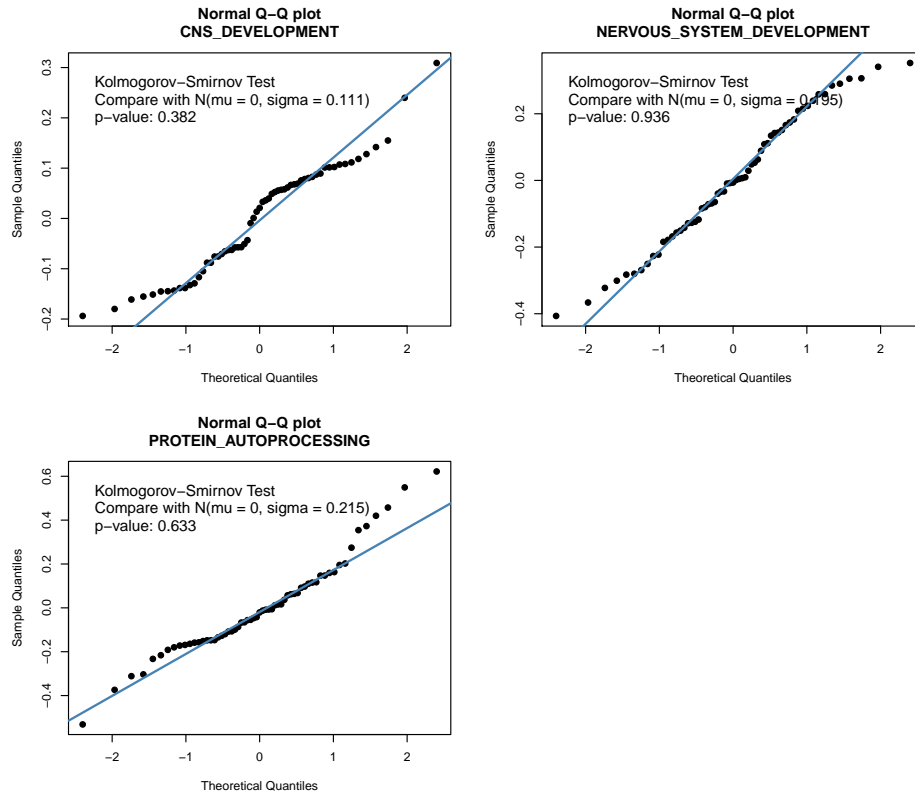 Normal Q−Q plot
CNS_DEVELOPMENT
Kolmogorov−Smirnov Test
Compare with N(mu = 0, sigma = 0.111)
p−value: 0.382
Sample Quantiles
0.3
0.2
0.1
0.0
−0.1
−0.2
−2
−1
0
1
2
Theoretical Quantiles
Normal Q−Q plot
NERVOUS_SYSTEM_DEVELOPMENT
Kolmogorov−Smirnov Test
Compare with N(mu = 0, sigma = 0.195)
p−value: 0.936
Sample Quantiles
0.2
0.0
−0.2
−0.4
−2
−1
0
1
2
Theoretical Quantiles
Normal Q−Q plot
PROTEIN_AUTOPROCESSING
Kolmogorov−Smirnov Test
Compare with N(mu = 0, sigma = 0.215)
p−value: 0.633
Sample Quantiles
0.6
0.4
0.2
0.0
−0.2
−0.4
−2
−1
0
1
2
Theoretical Quantiles